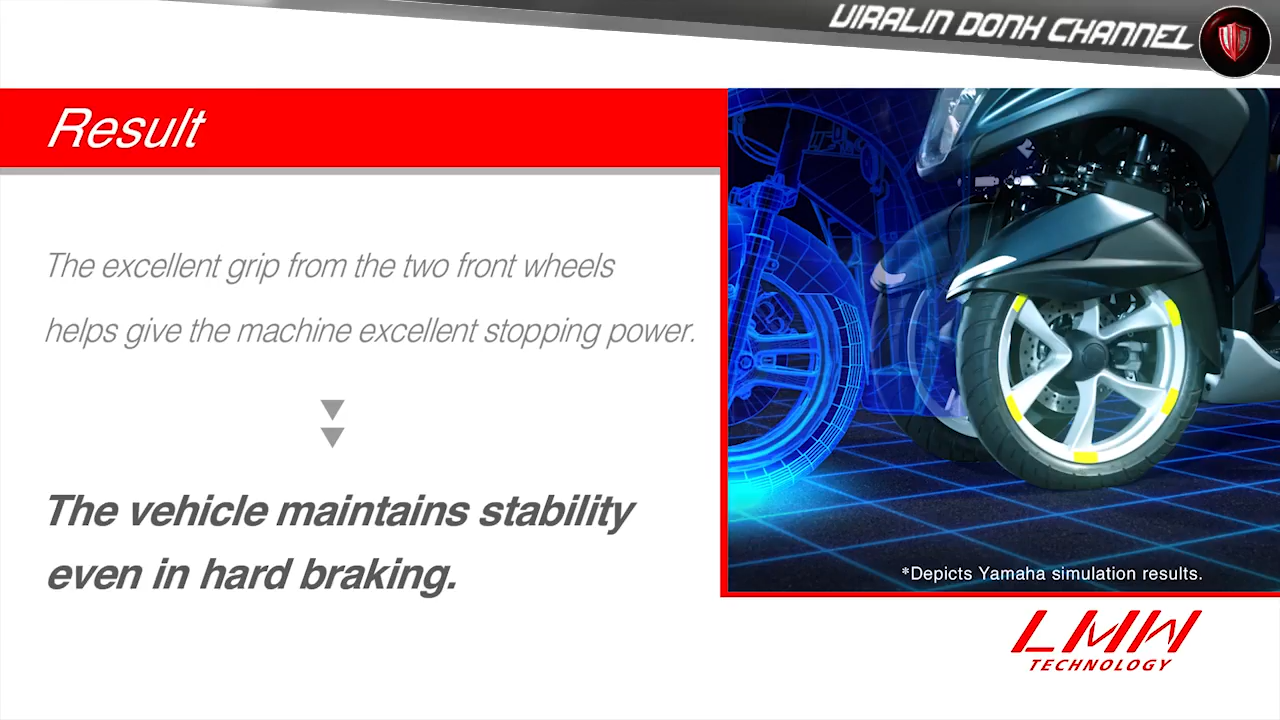 VIRALIN DONK CHANNEL
Result
The excellent grip from the two front wheels
helps give the machine excellent stopping power.
The vehicle maintains stability
even in hard braking.
*Depicts Yamaha simulation results.
LMW
TECHNOLOGY